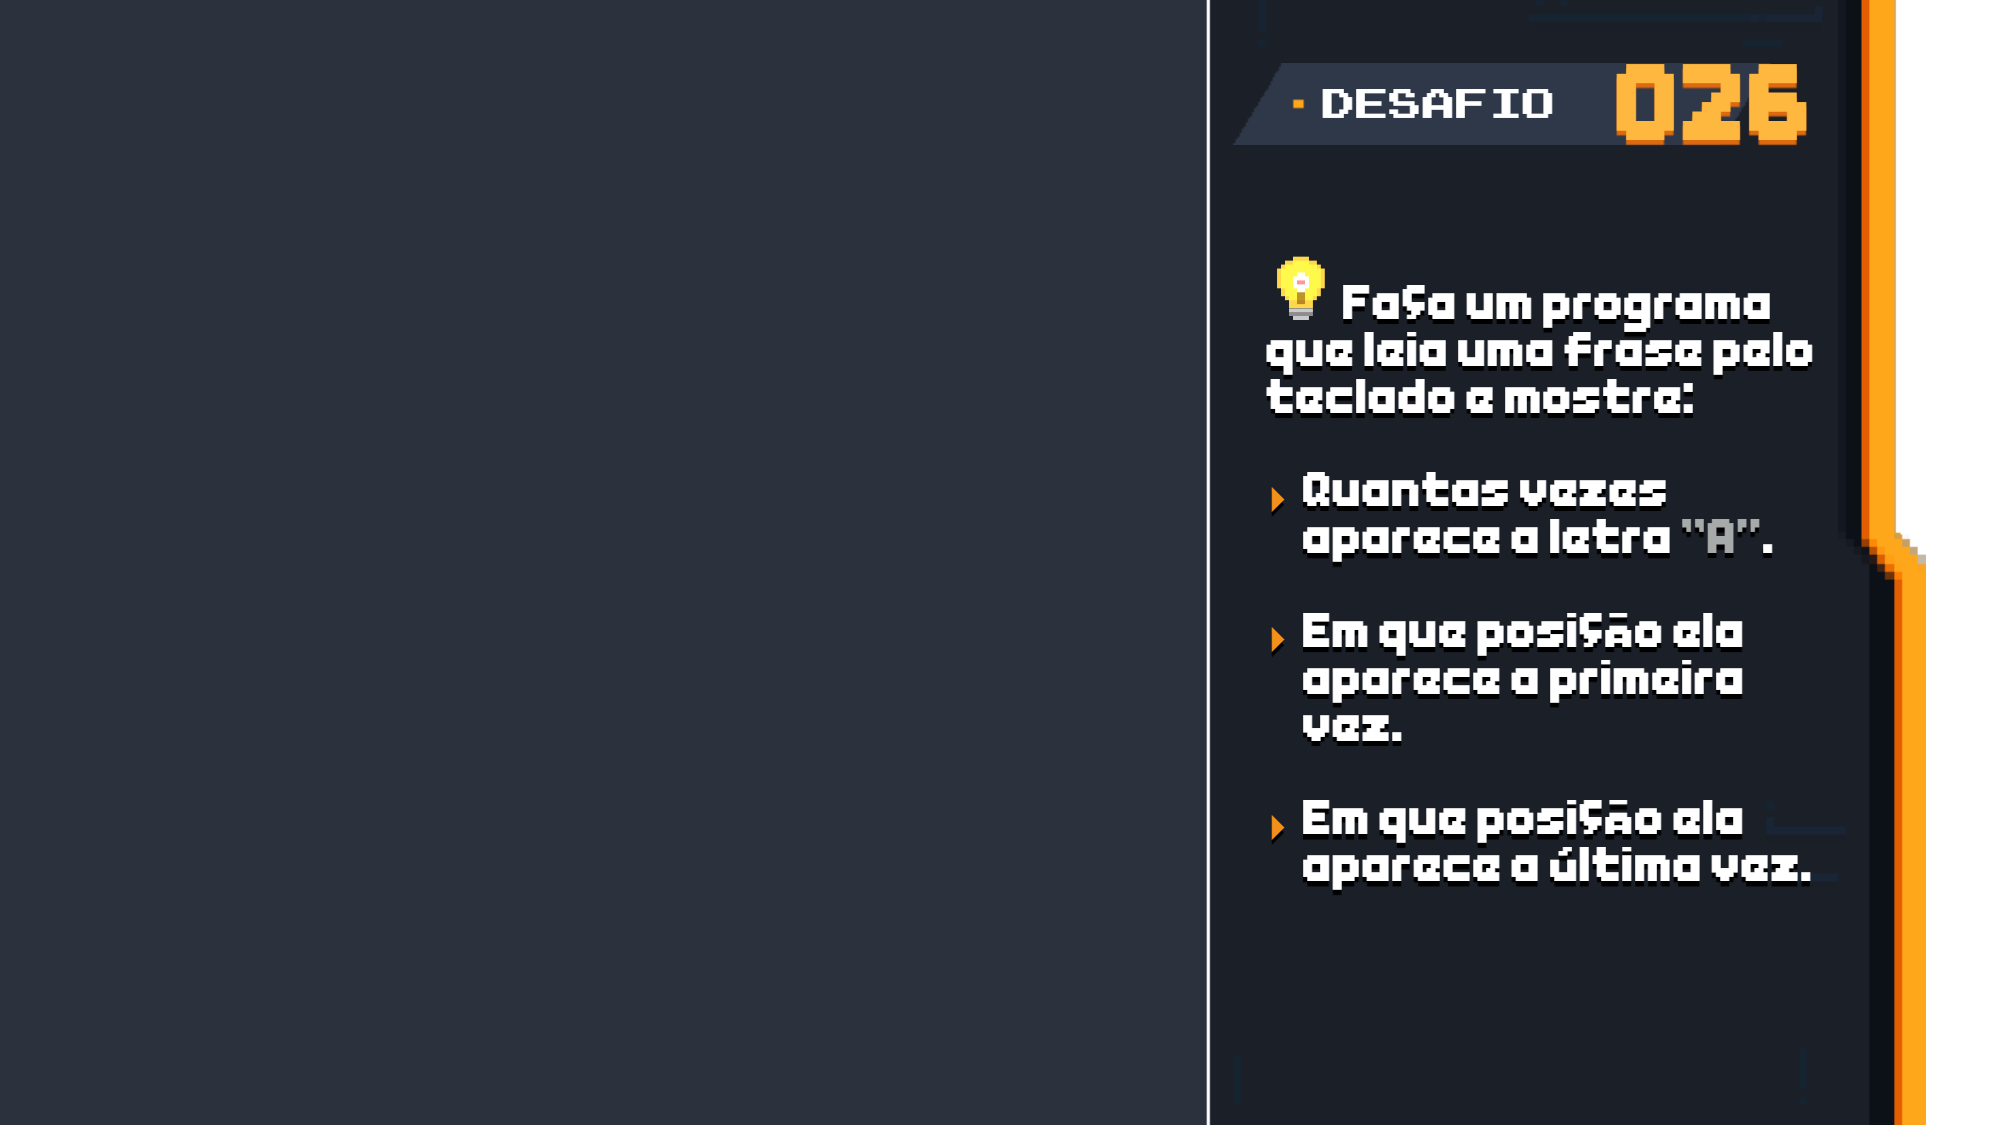 DESAFIO 026
Faça um programa
que leia uma frase pelo
teclado e mostre:
Quantas vezes
aparece a letra "A".
Em que posição ela
aparece a primeira
vez.
Em que posição ela
aparece a última vez.